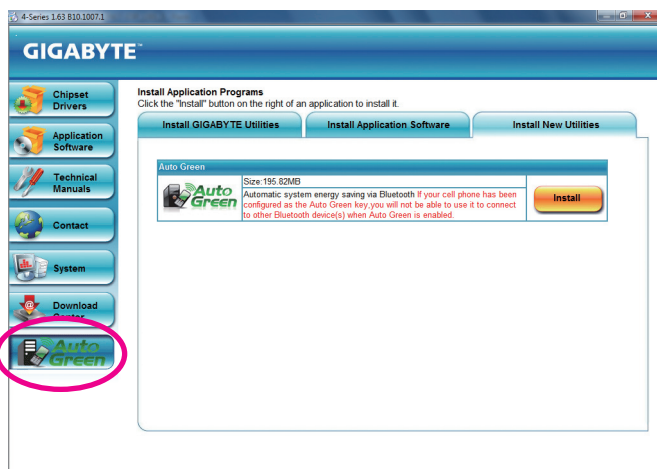 4-Series 1.63 B10.1007.1
GIGABYTE™
Chipset
Drivers
Application
Software
Technical
Manuals
Contact
System
Download
Center
Auto
Green
Install Application Programs
Click the "Install" button on the right of an application to install it.
Install GIGABYTE Utilities
Install Application Software
Install New Utilities
Auto Green
Auto
Green
Size:195.82MB
Automatic system energy saving via Bluetooth If your cell phone has been
configured as the Auto Green key,you will not be able to use it to connect
to other Bluetooth device(s) when Auto Green is enabled.
Install